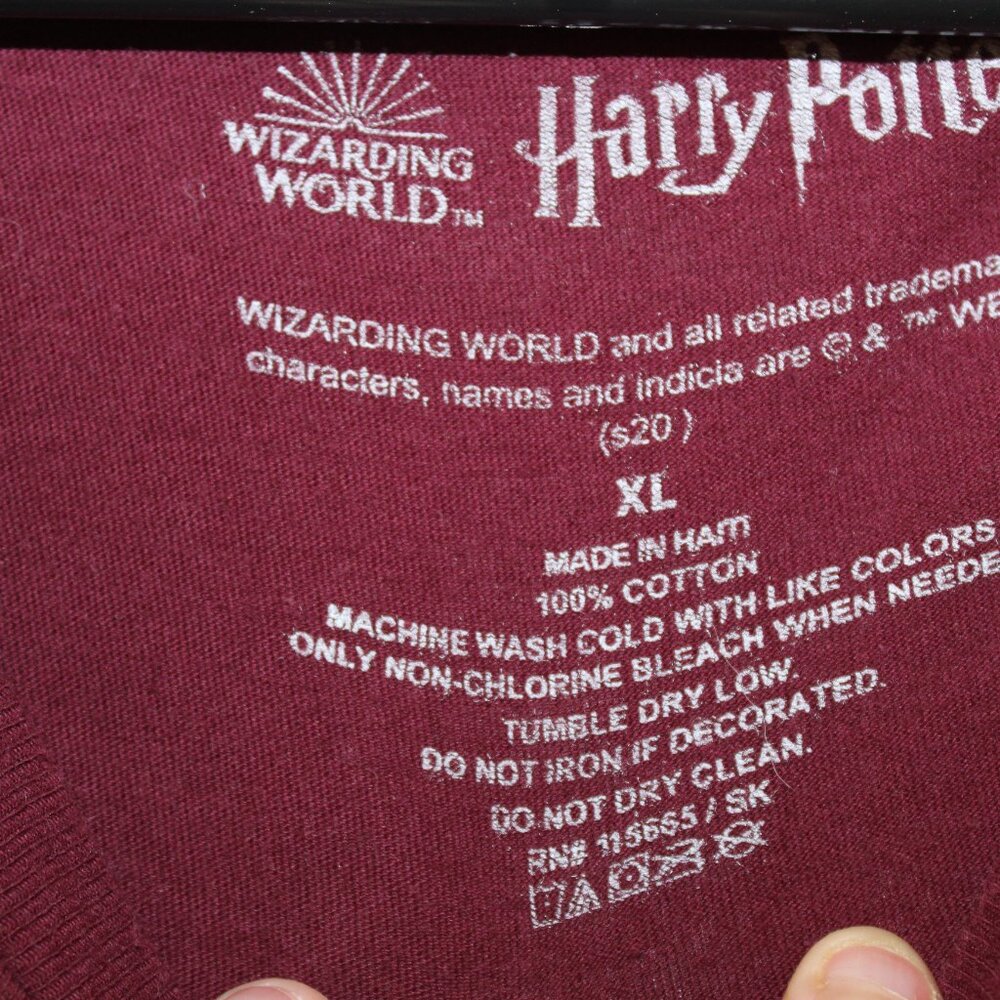 WIZARDING
WORLD™
Harry Potte
WIZARDING WORLD and all related tradema
characters, names and indicia are © & ™ WB
(s20 )
XL
MADE IN HAITI
100% COTTON
MACHINE WASH COLD WITH LIKE COLORS
ONLY NON-CHLORINE BLEACH WHEN NEEDE
TUMBLE DRY LOW.
DO NOT IRON IF DECORATED.
DO NOT DRY CLEAN.
RN# 115665 / SK